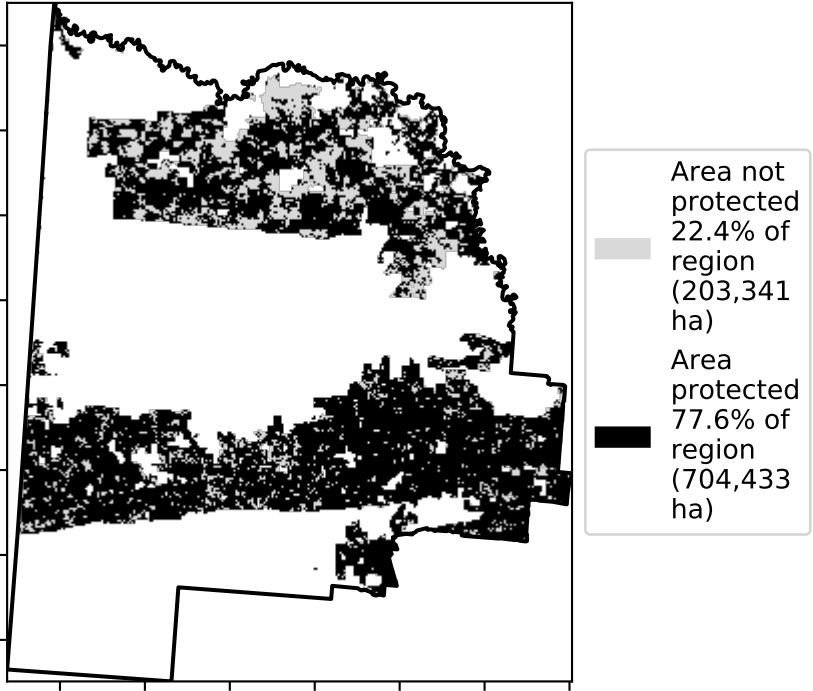 Area not
protected
22.4% of
region
(203,341
ha)
Area
protected
77.6% of
region
(704,433
ha)